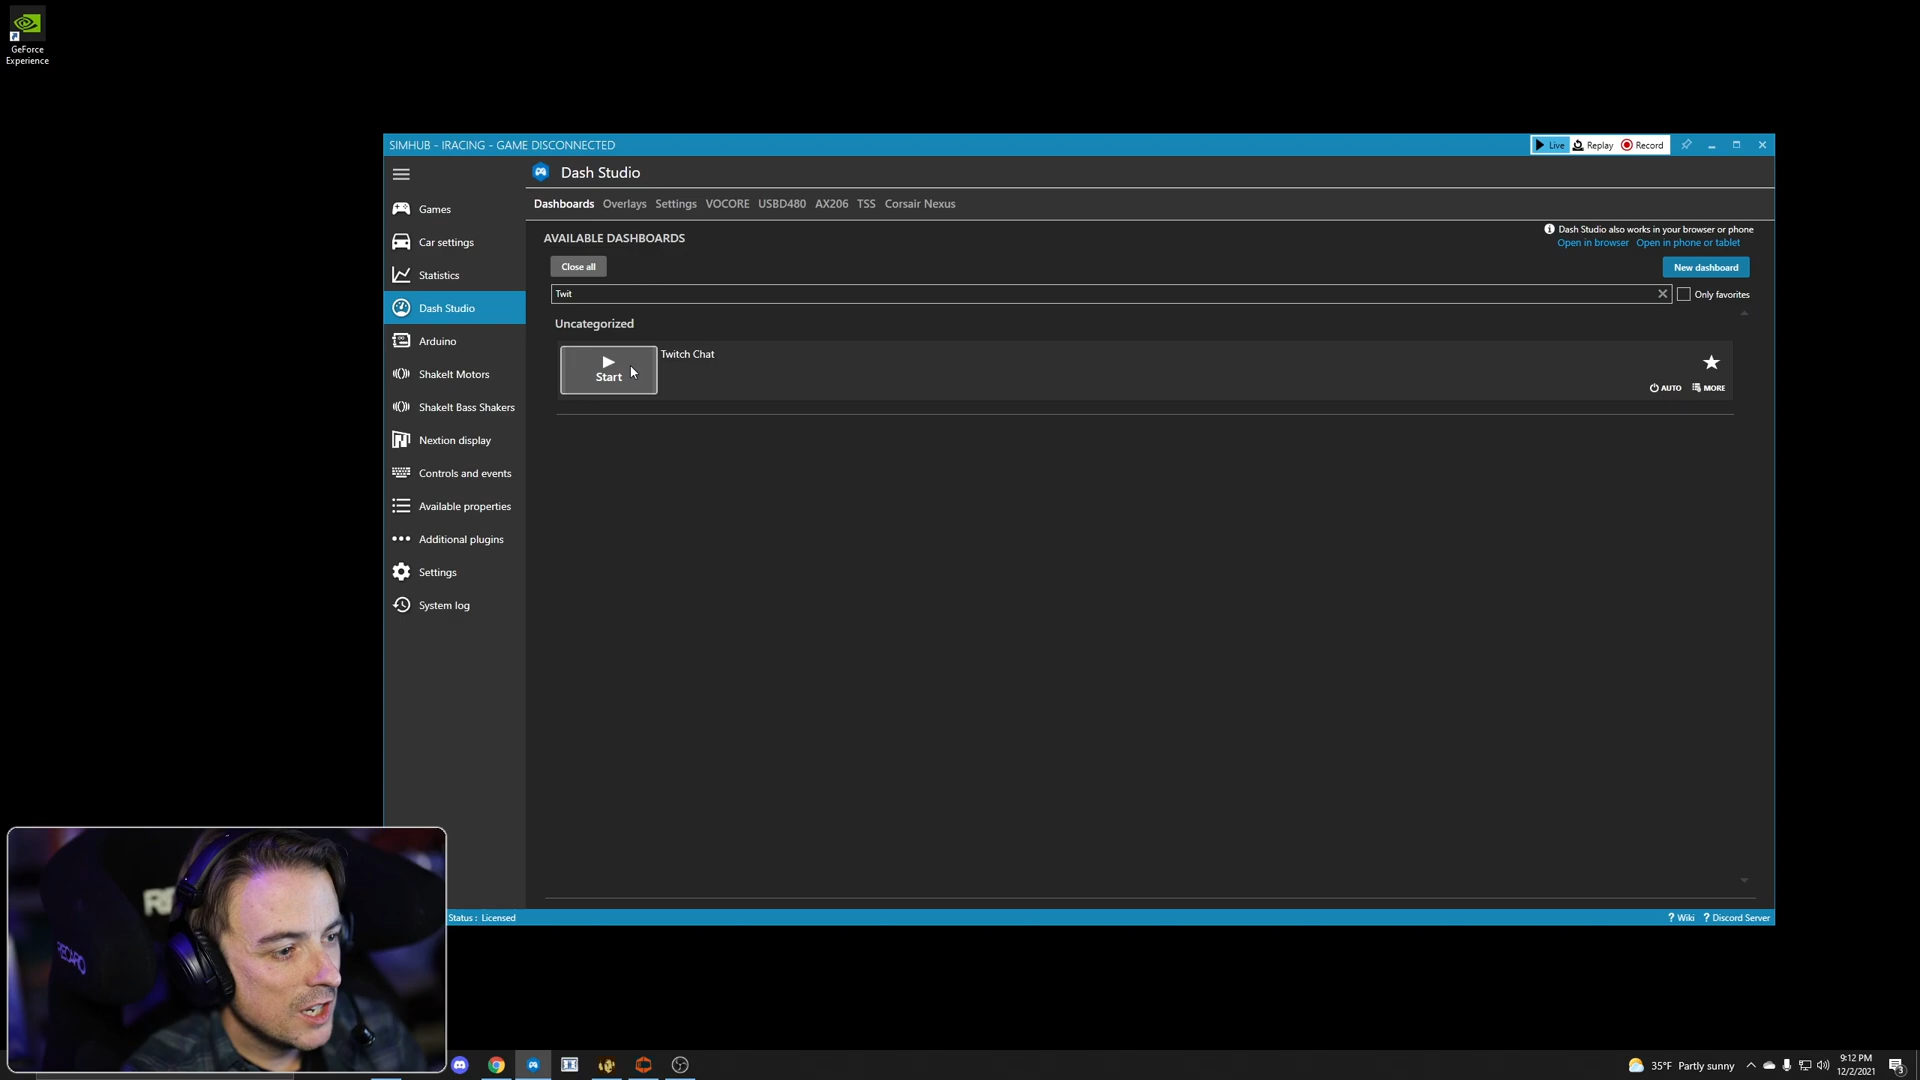 GeForce
Experience
SIMHUB - IRACING - GAME DISCONNECTED
Live Replay Record
Dash Studio
Games
Car settings
Statistics
Dash Studio
Arduino
ShakeIt Motors
ShakeIt Bass Shakers
Nextion display
Controls and events
Available properties
Additional plugins
Settings
System log
Dashboards Overlays Settings VOCORE USBD480 AX206 TSS Corsair Nexus
AVAILABLE DASHBOARDS
Dash Studio also works in your browser or phone
Open in browser Open in phone or tablet
Close all
New dashboard
Twit
Only favorites
Uncategorized
Start
Twitch Chat
AUTO MORE
Status : Licensed
? Wiki ? Discord Server
RECARO
35°F Partly sunny
9:12 PM
12/2/2021
3